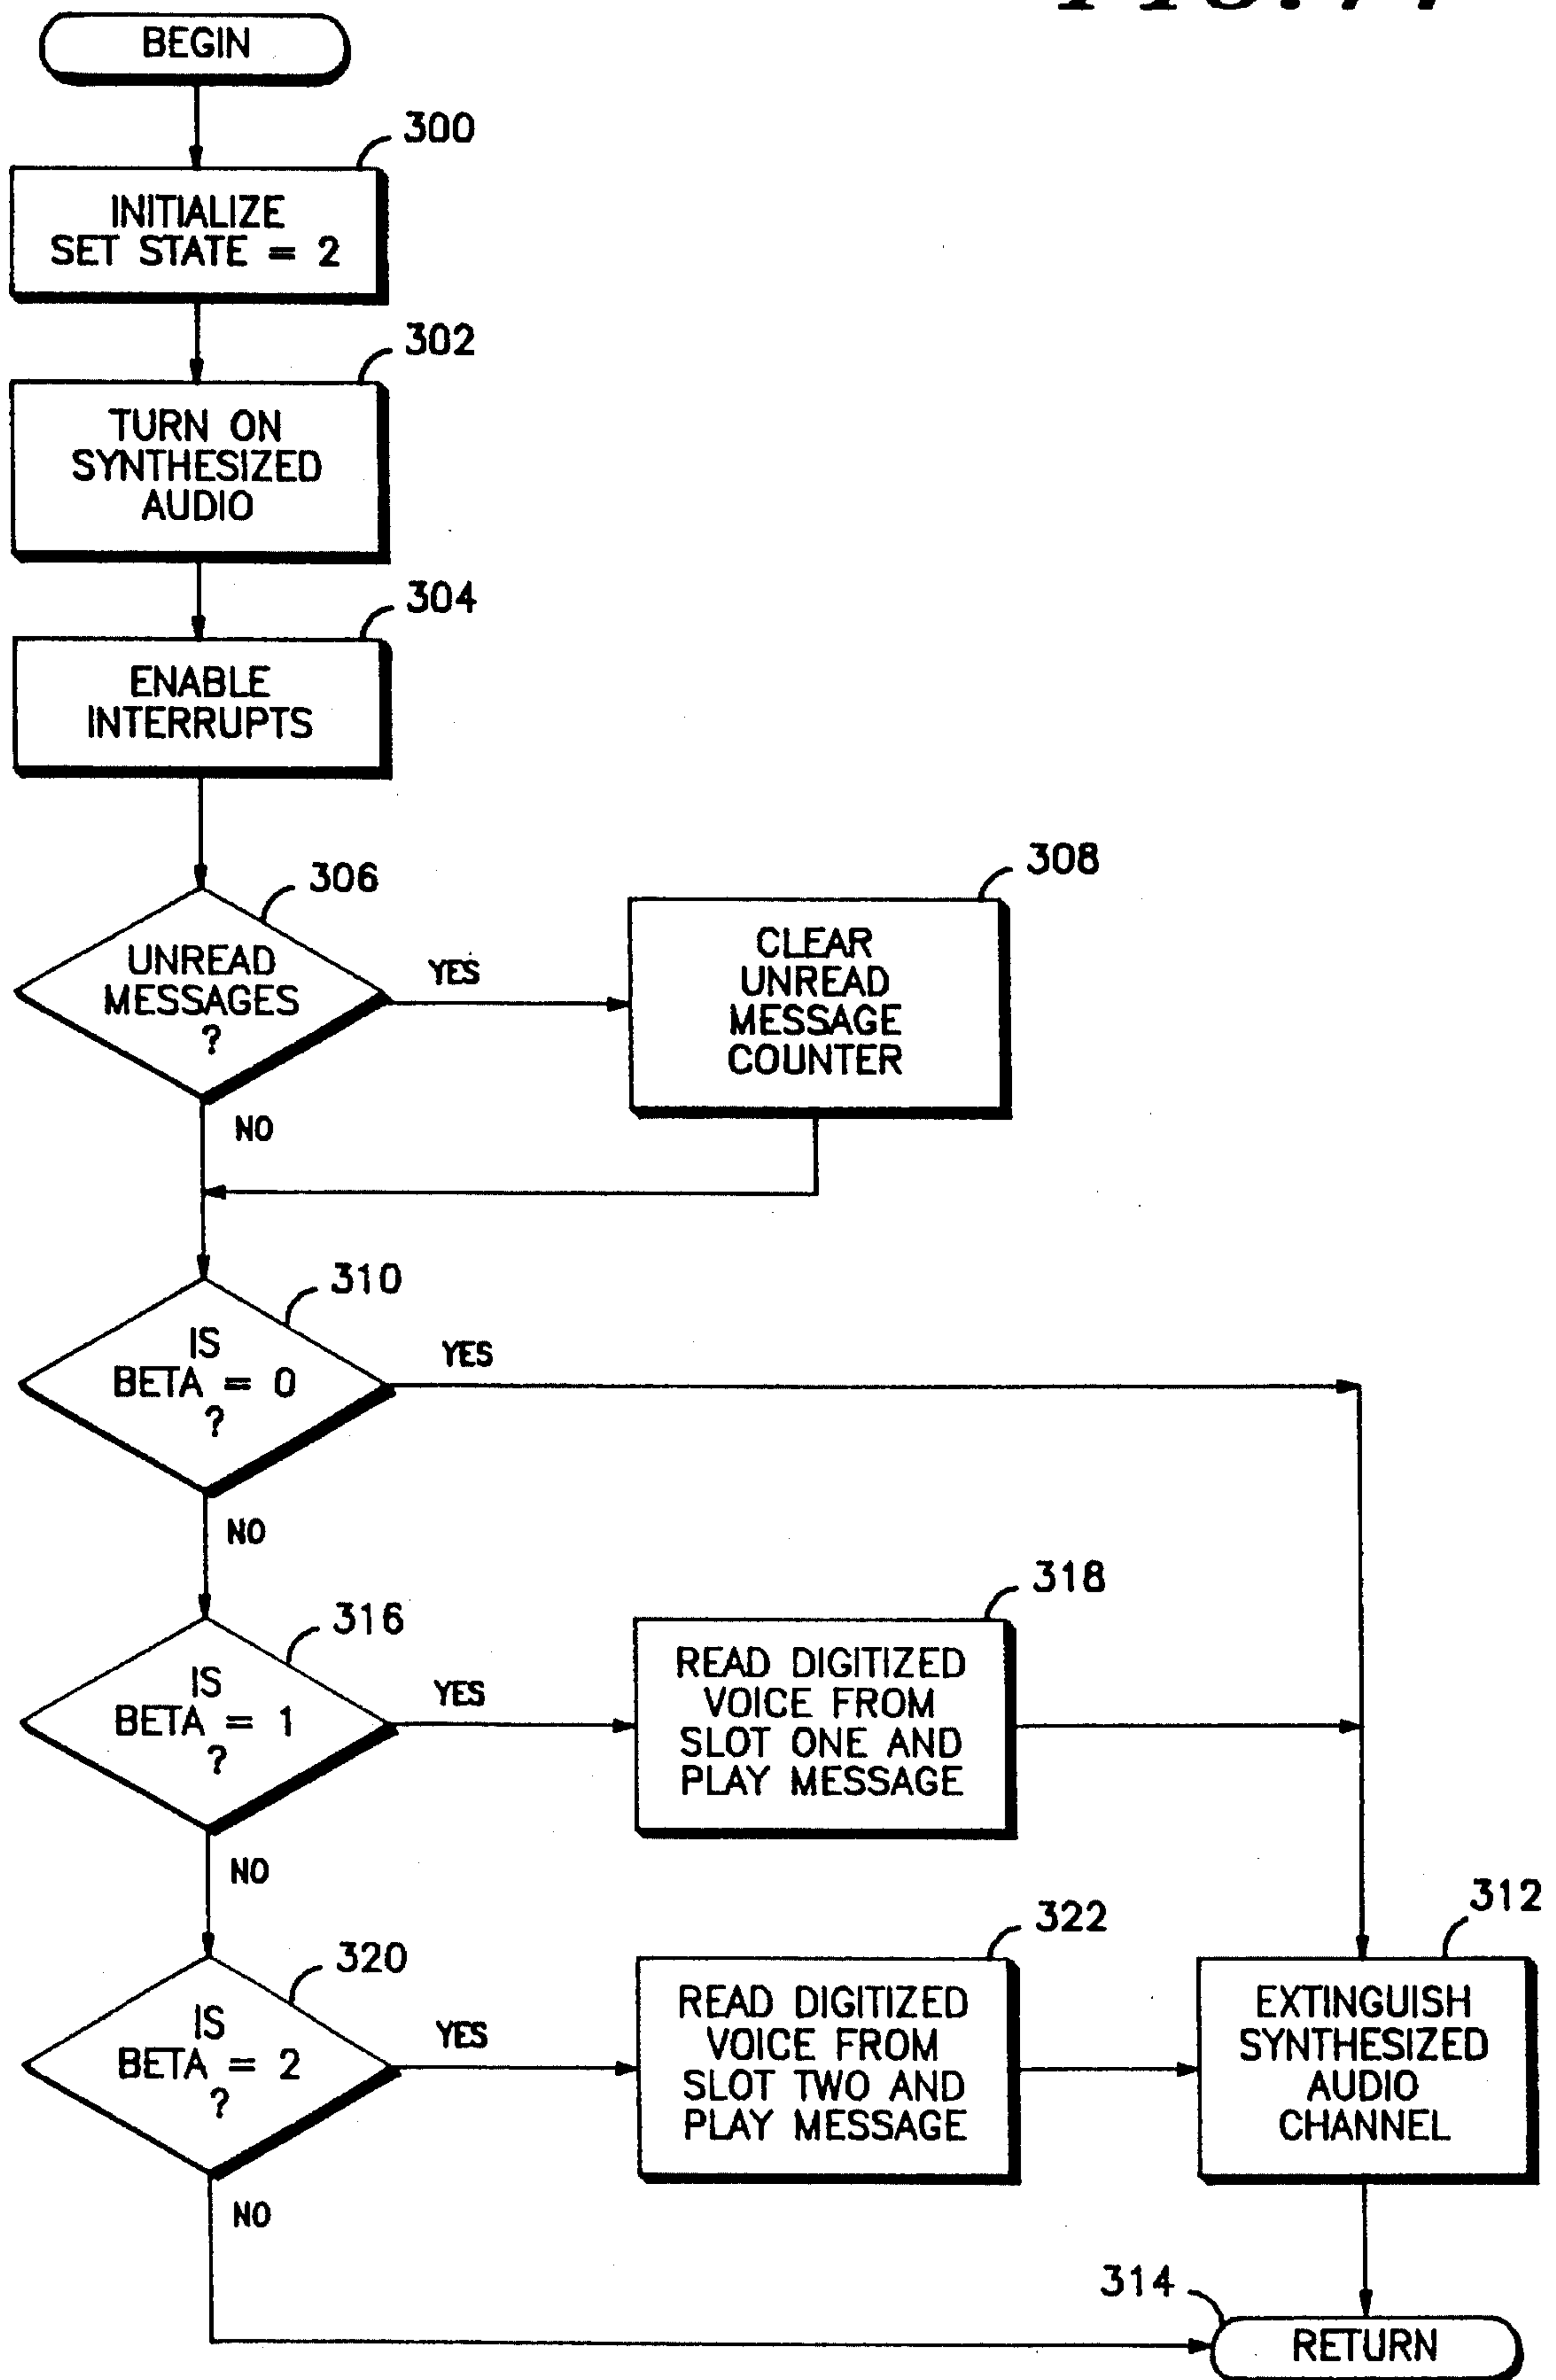 BEGIN
300
INITIALIZE
SET STATE = 2
302
TURN ON
SYNTHESIZED
AUDIO
304
ENABLE
INTERRUPTS
306
UNREAD
MESSAGES
?
YES
NO
308
CLEAR
UNREAD
MESSAGE
COUNTER
310
IS
BETA = 0
?
YES
NO
316
IS
BETA = 1
?
YES
NO
318
READ DIGITIZED
VOICE FROM
SLOT ONE AND
PLAY MESSAGE
320
IS
BETA = 2
?
YES
NO
322
READ DIGITIZED
VOICE FROM
SLOT TWO AND
PLAY MESSAGE
312
EXTINGUISH
SYNTHESIZED
AUDIO
CHANNEL
314
RETURN